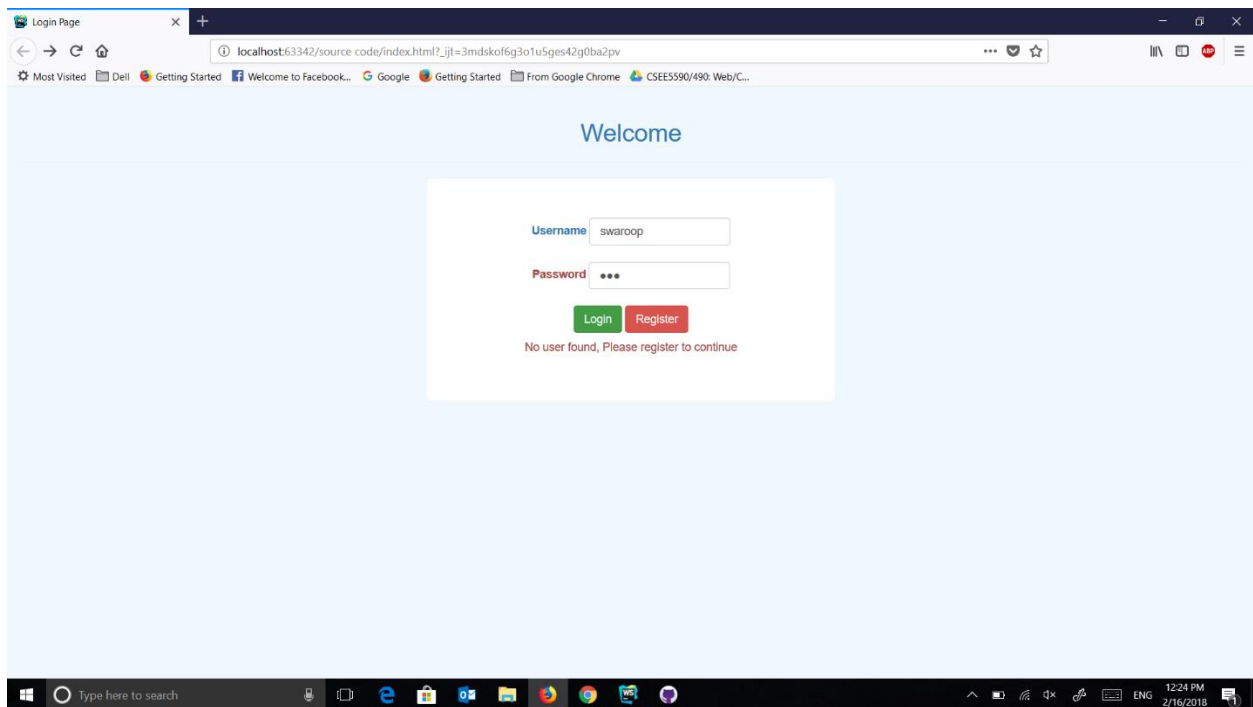 Login Page
localhost:63342/source code/index.html?_ijt=3mdskof6g3o1u5ges42g0ba2pv
Most Visited Dell Getting Started Welcome to Facebook... Google Getting Started From Google Chrome CSEE5590/490: Web/C...
Welcome
Username swaroop
Password
Login Register
No user found, Please register to continue
Type here to search
ENG 12:24 PM
2/16/2018